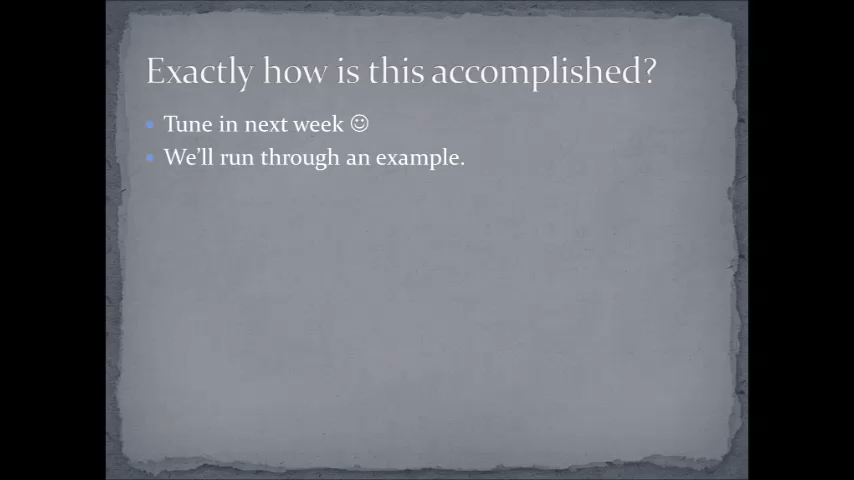 Exactly how is this accomplished?
Tune in next week ☺
We'll run through an example.